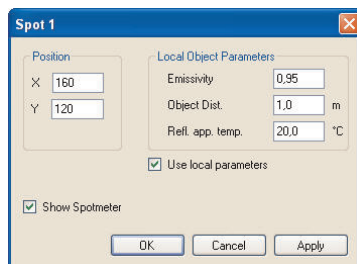 Spot 1
Position
X 160
Y 120
Local Object Parameters
Emissivity 0,95
Object Dist. 1,0 m
Refl. app. temp. 20,0 °C
Use local parameters
Show Spotmeter
OK Cancel Apply